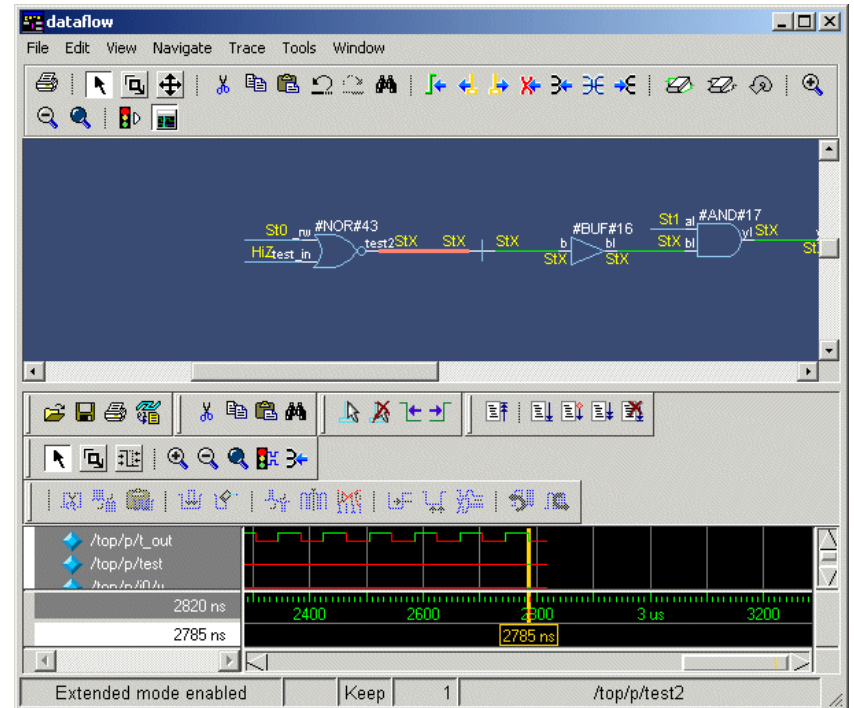 dataflow
File Edit View Navigate Trace Tools Window
St0 rw #NOR#43
HiZ test_in
test2 StX StX StX
#BUF#16
b bl
StX StX
St1 al #AND#17
StX bl
yl StX
/top/p/t_out
/top/p/test
2820 ns
2400 2600 2800 3 us 3200
2785 ns
2785 ns
Extended mode enabled Keep 1 /top/p/test2